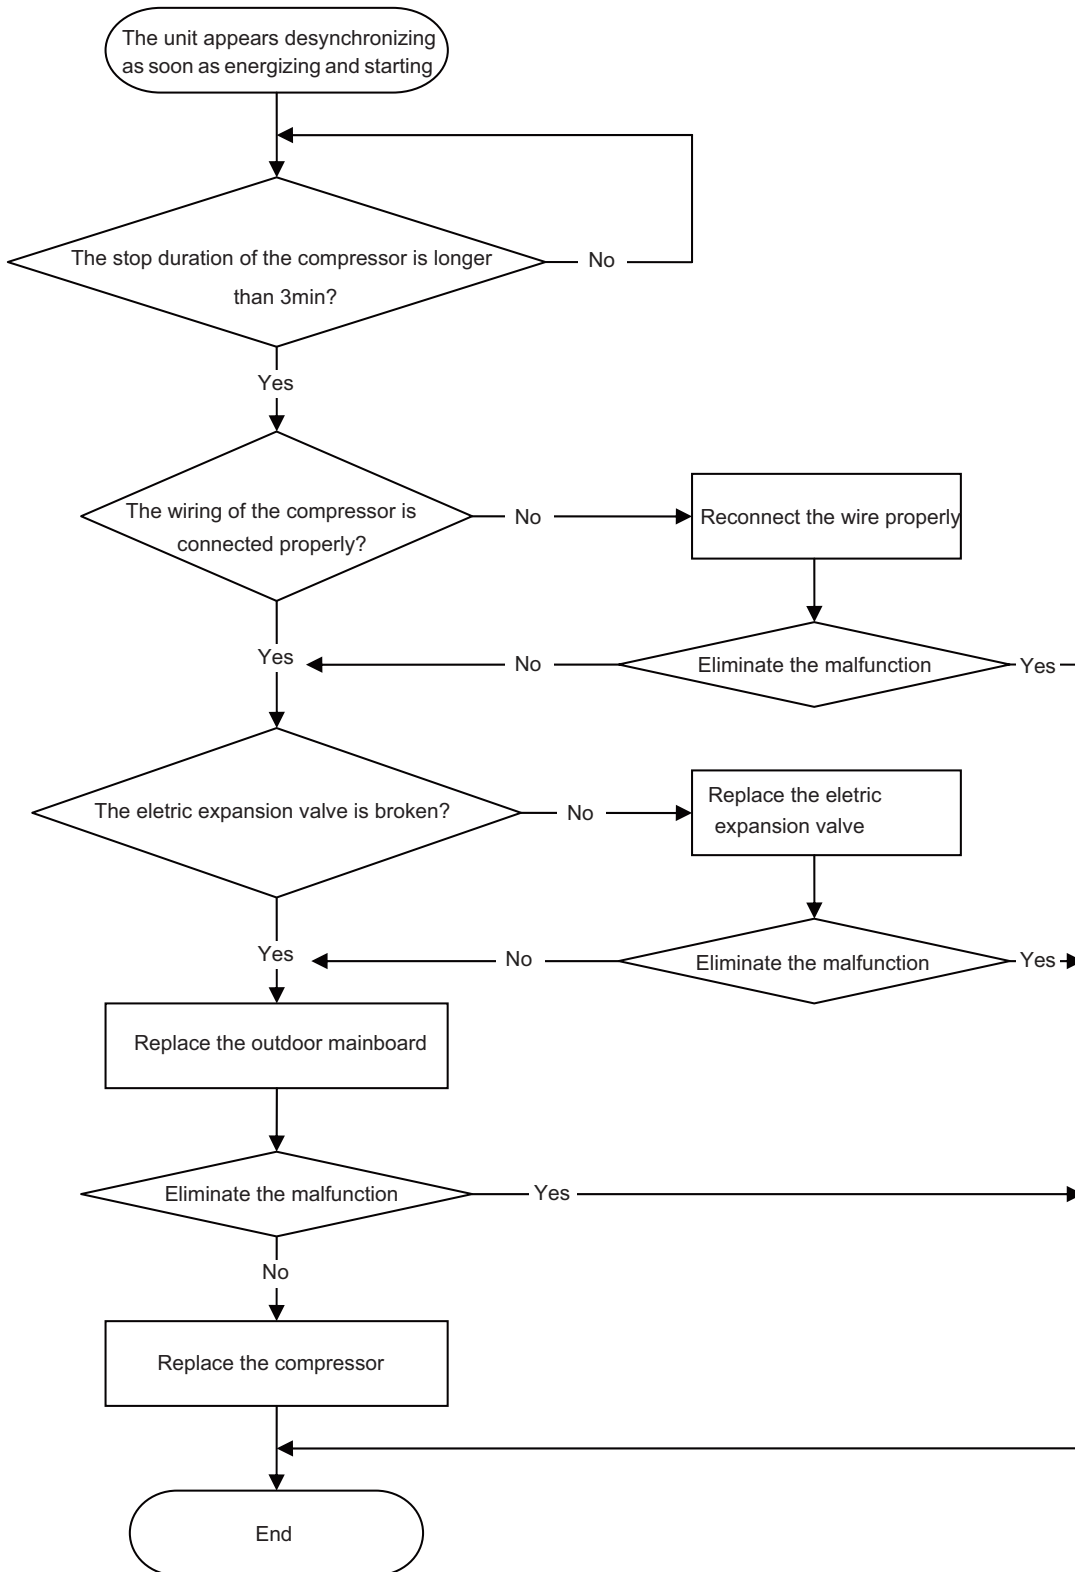 The unit appears desynchronizing
as soon as energizing and starting
The stop duration of the compressor is longer
than 3min?
No
Yes
The wiring of the compressor is
connected properly?
No
Reconnect the wire properly
Yes
No
Eliminate the malfunction
Yes
The eletric expansion valve is broken?
No
Replace the eletric
expansion valve
Yes
No
Eliminate the malfunction
Yes
Replace the outdoor mainboard
Eliminate the malfunction
Yes
No
Replace the compressor
End